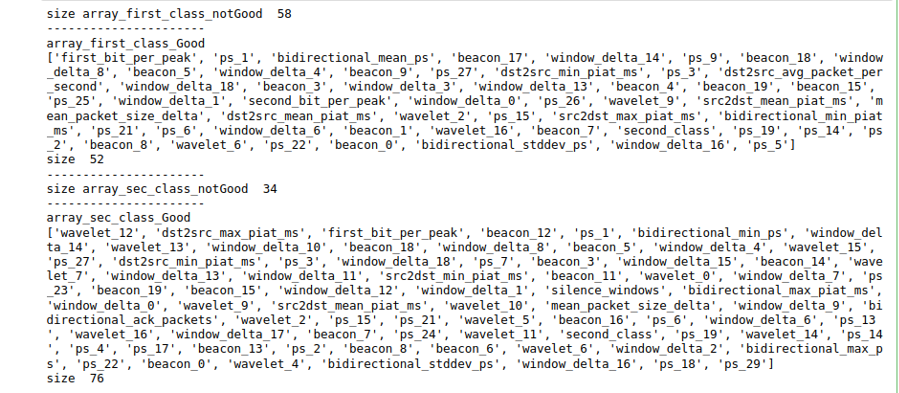 size array_first_class_notGood  58
----------------------
array_first_class_Good
['first_bit_per_peak', 'ps_1', 'bidirectional_mean_ps', 'beacon_17', 'window_delta_14', 'ps_9', 'beacon_18', 'window
_delta_8', 'beacon_5', 'window_delta_4', 'beacon_9', 'ps_27', 'dst2src_min_piat_ms', 'ps_3', 'dst2src_avg_packet_per
_second', 'window_delta_18', 'beacon_3', 'window_delta_3', 'window_delta_13', 'beacon_4', 'beacon_19', 'beacon_15',
'ps_25', 'window_delta_1', 'second_bit_per_peak', 'window_delta_0', 'ps_26', 'wavelet_9', 'src2dst_mean_piat_ms', 'm
ean_packet_size_delta', 'dst2src_mean_piat_ms', 'wavelet_2', 'ps_15', 'src2dst_max_piat_ms', 'bidirectional_min_piat
_ms', 'ps_21', 'ps_6', 'window_delta_6', 'beacon_1', 'wavelet_16', 'beacon_7', 'second_class', 'ps_19', 'ps_14', 'ps
_2', 'beacon_8', 'wavelet_6', 'ps_22', 'beacon_0', 'bidirectional_stddev_ps', 'window_delta_16', 'ps_5']
size  52
----------------------
size array_sec_class_notGood  34
----------------------
array_sec_class_Good
['wavelet_12', 'dst2src_max_piat_ms', 'first_bit_per_peak', 'beacon_12', 'ps_1', 'bidirectional_min_ps', 'window_del
ta_14', 'wavelet_13', 'window_delta_10', 'beacon_18', 'window_delta_8', 'beacon_5', 'window_delta_4', 'wavelet_15',
'ps_27', 'dst2src_min_piat_ms', 'ps_3', 'window_delta_18', 'ps_7', 'beacon_3', 'window_delta_15', 'beacon_14', 'wave
let_7', 'window_delta_13', 'window_delta_11', 'src2dst_min_piat_ms', 'beacon_11', 'wavelet_0', 'window_delta_7', 'ps
_23', 'beacon_19', 'beacon_15', 'window_delta_12', 'window_delta_1', 'silence_windows', 'bidirectional_max_piat_ms',
'window_delta_0', 'wavelet_9', 'src2dst_mean_piat_ms', 'wavelet_10', 'mean_packet_size_delta', 'window_delta_9', 'bi
directional_ack_packets', 'wavelet_2', 'ps_15', 'ps_21', 'wavelet_5', 'beacon_16', 'ps_6', 'window_delta_6', 'ps_13
', 'wavelet_16', 'window_delta_17', 'beacon_7', 'ps_24', 'wavelet_11', 'second_class', 'ps_19', 'wavelet_14', 'ps_14
', 'ps_4', 'ps_17', 'beacon_13', 'ps_2', 'beacon_8', 'beacon_6', 'wavelet_6', 'window_delta_2', 'bidirectional_max_p
s', 'ps_22', 'beacon_0', 'wavelet_4', 'bidirectional_stddev_ps', 'window_delta_16', 'ps_18', 'ps_29']
size  76